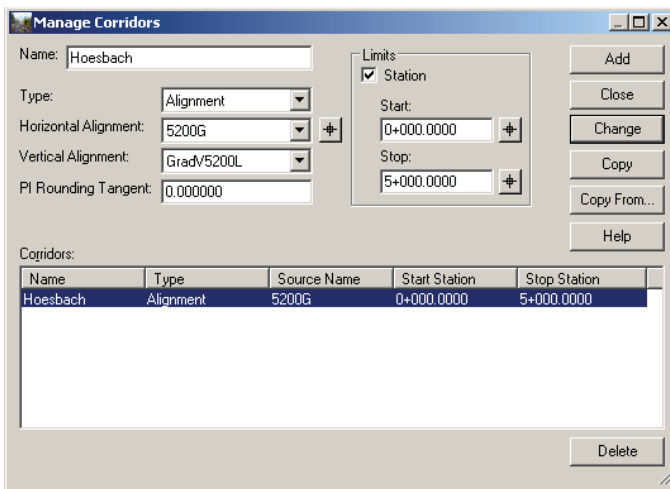 Manage Corridors
Name: Hoesbach
Type: Alignment
Horizontal Alignment: 5200G
Vertical Alignment: GradV5200L
PI Rounding Tangent: 0.000000
Limits
Station
Start:
0+000.0000
Stop:
5+000.0000
Add
Close
Change
Copy
Copy From...
Help
Corridors:
Name Type Source Name Start Station Stop Station
Hoesbach Alignment 5200G 0+000.0000 5+000.0000
Delete